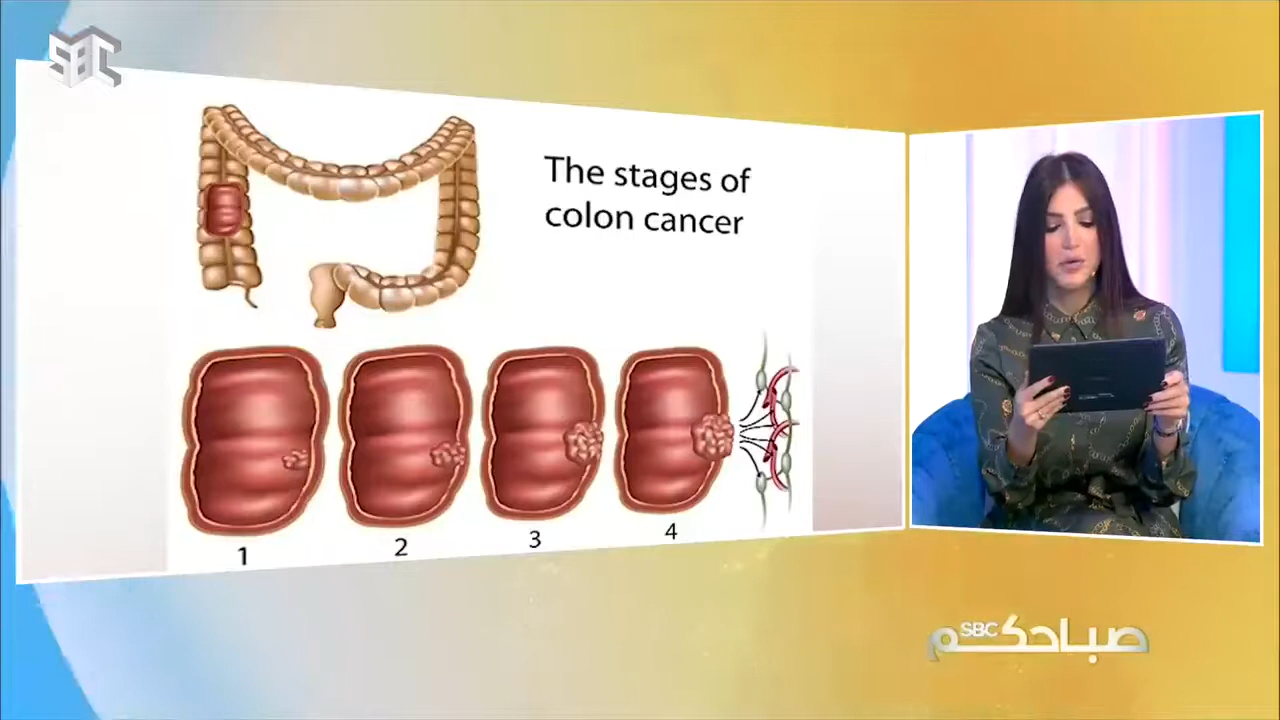 SBC
The stages of
colon cancer
1
2
3
4
صباحكم SBC